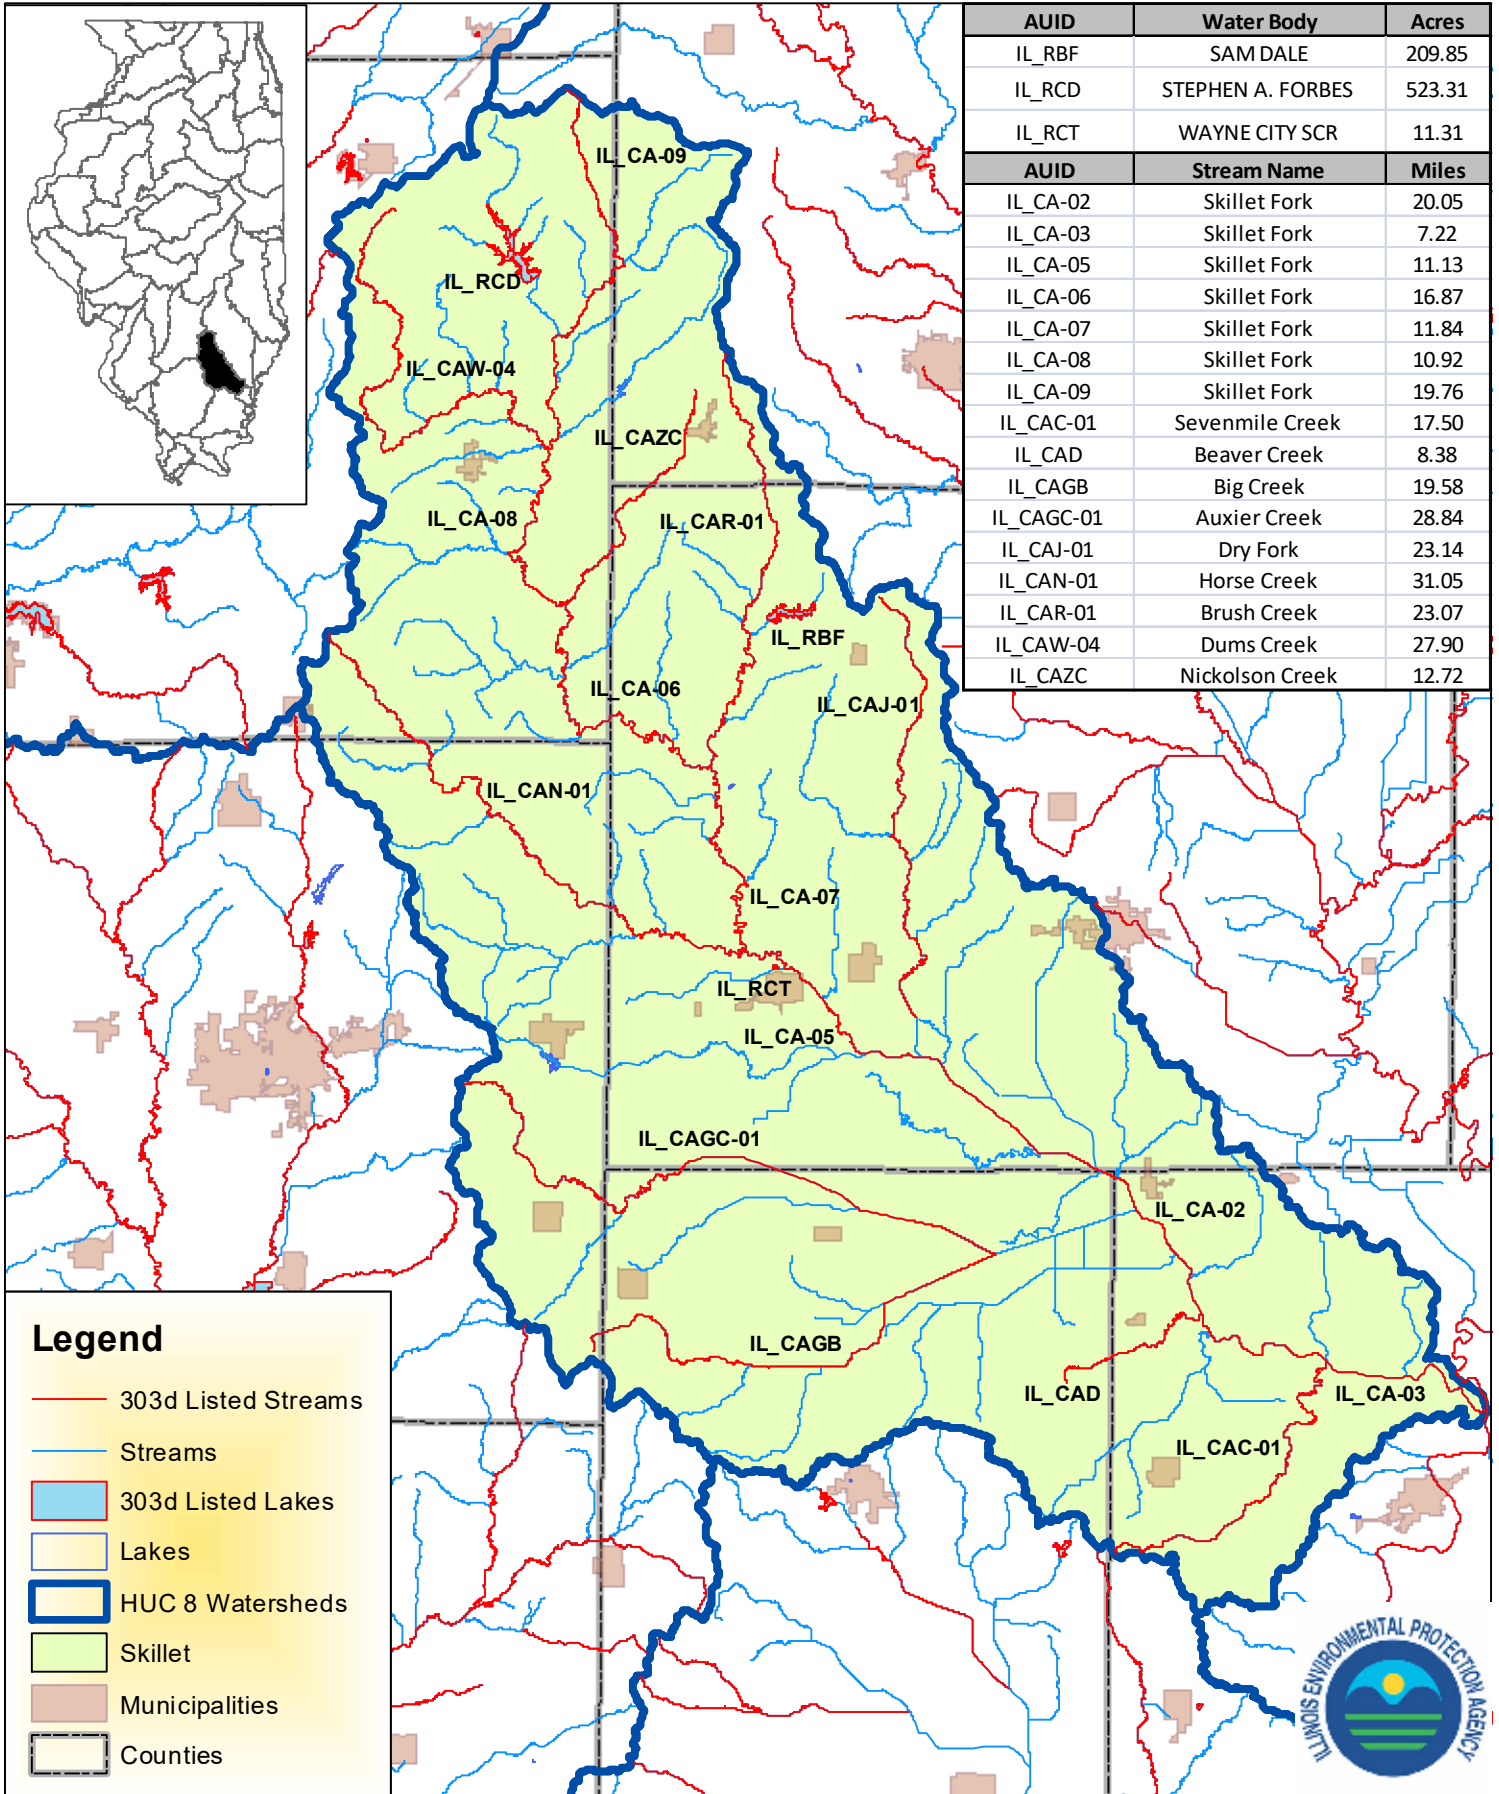 AUID Water Body Acres
IL_RBF SAM DALE 209.85
IL_RCD STEPHEN A. FORBES 523.31
IL_RCT WAYNE CITY SCR 11.31
AUID Stream Name Miles
IL_CA-02 Skillet Fork 20.05
IL_CA-03 Skillet Fork 7.22
IL_CA-05 Skillet Fork 11.13
IL_CA-06 Skillet Fork 16.87
IL_CA-07 Skillet Fork 11.84
IL_CA-08 Skillet Fork 10.92
IL_CA-09 Skillet Fork 19.76
IL_CAC-01 Sevenmile Creek 17.50
IL_CAD Beaver Creek 8.38
IL_CAGB Big Creek 19.58
IL_CAGC-01 Auxier Creek 28.84
IL_CAJ-01 Dry Fork 23.14
IL_CAN-01 Horse Creek 31.05
IL_CAR-01 Brush Creek 23.07
IL_CAW-04 Dums Creek 27.90
IL_CAZC Nickolson Creek 12.72
IL_CA-09
IL_RCD
IL_CAW-04
IL_CAZC
IL_CA-08
IL_CAR-01
IL_RBF
IL_CA-06
IL_CAJ-01
IL_CAN-01
IL_CA-07
IL_RCT
IL_CA-05
IL_CAGC-01
IL_CA-02
IL_CAGB
IL_CAD
IL_CA-03
IL_CAC-01
Legend
303d Listed Streams
Streams
303d Listed Lakes
Lakes
HUC 8 Watersheds
Skillet
Municipalities
Counties
ILLINOIS ENVIRONMENTAL PROTECTION AGENCY